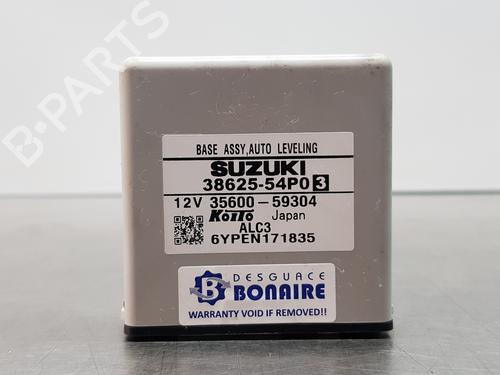 BASE ASSY,AUTO LEVELING
SUZUKI
38625-54P0 3
12V 35600-59304
KOITO Japan
ALC3
6YPEN171835
DESGUACE
B BONAIRE
WARRANTY VOID IF REMOVED!!
B-PARTS